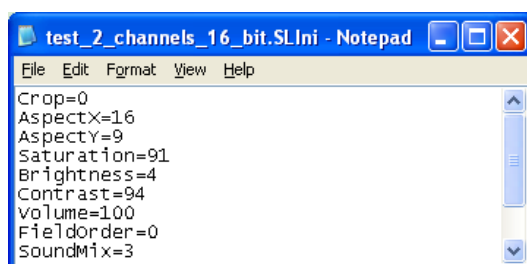 test_2_channels_16_bit.SLIni - Notepad
File Edit Format View Help
Crop=0
AspectX=16
AspectY=9
Saturation=91
Brightness=4
Contrast=94
Volume=100
FieldOrder=0
SoundMix=3